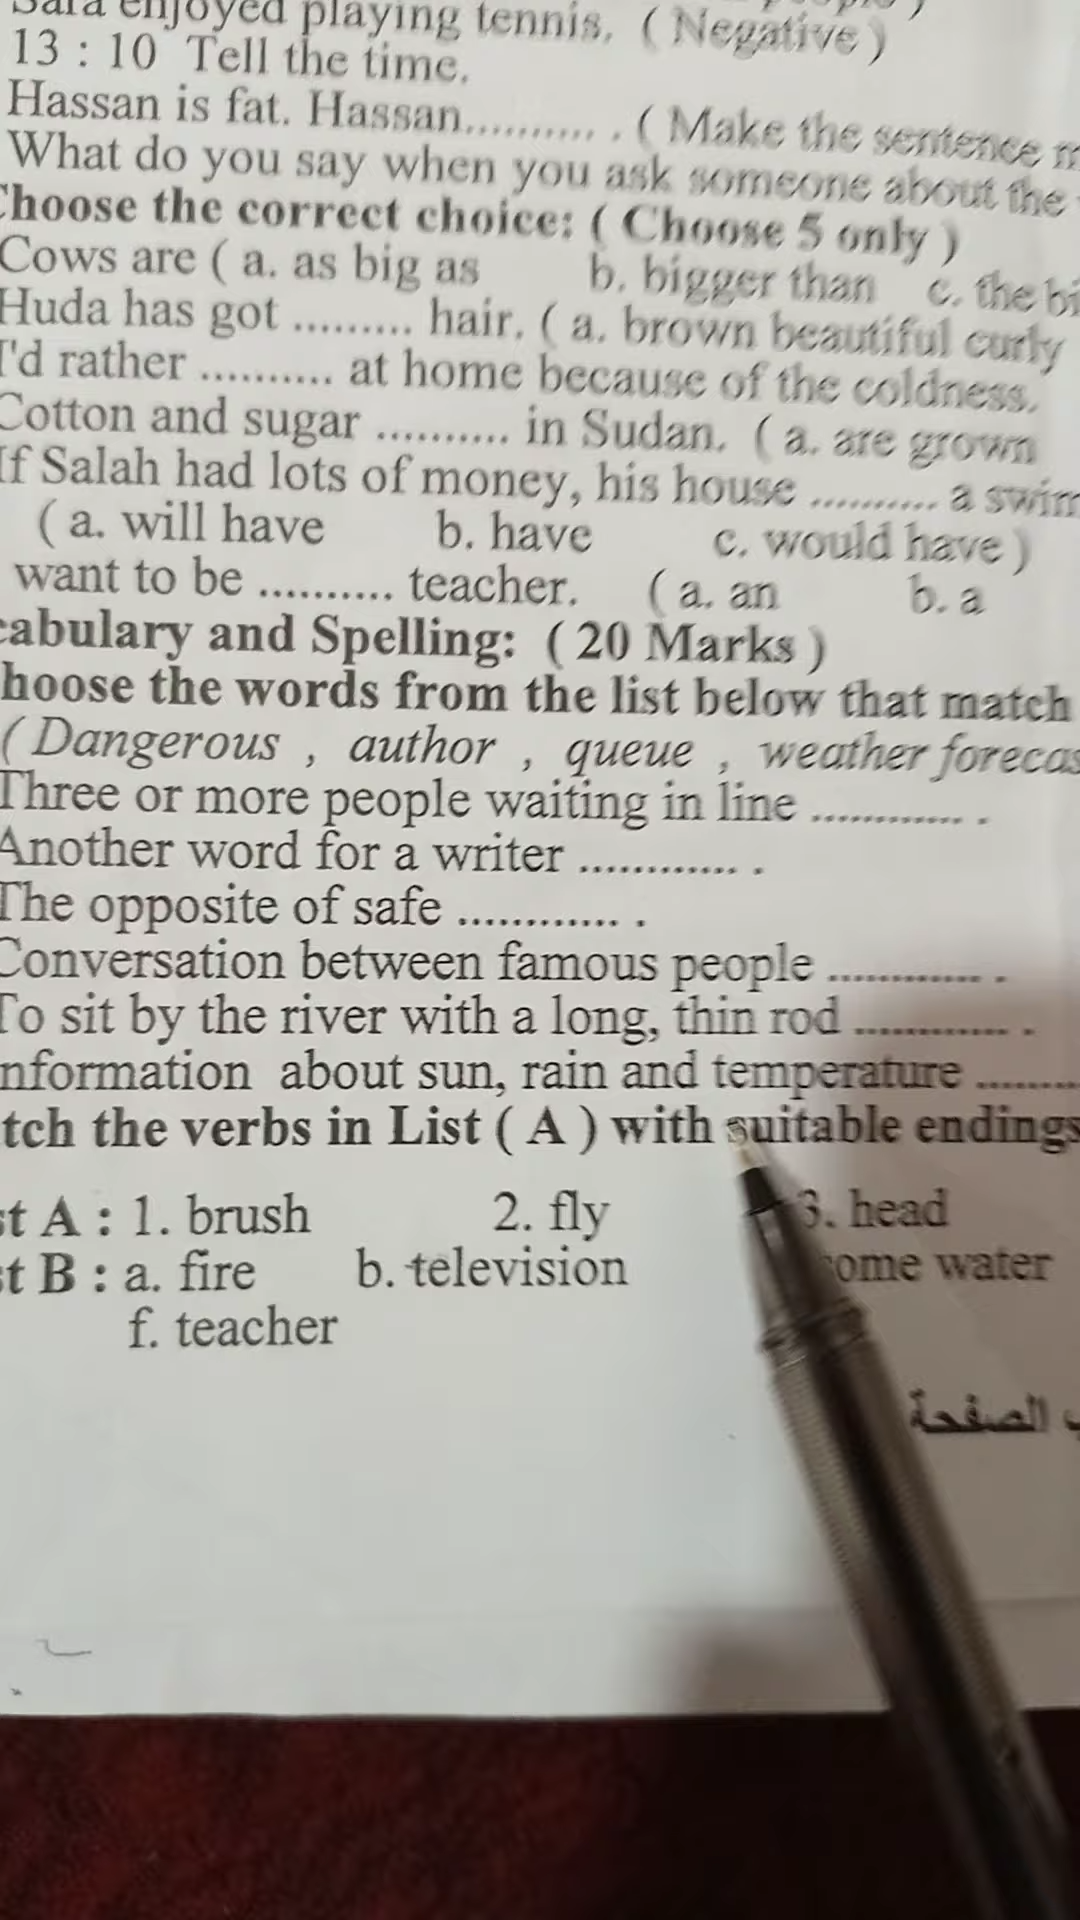 Sara enjoyed playing tennis. ( Negative )
13 : 10 Tell the time.
Hassan is fat. Hassan.......... . ( Make the sentence
What do you say when you ask someone about the
Choose the correct choice: ( Choose 5 only )
Cows are ( a. as big as b. bigger than c. the bi
Huda has got ......... hair. ( a. brown beautiful curly
I'd rather .......... at home because of the coldness.
Cotton and sugar .......... in Sudan. ( a. are grown
If Salah had lots of money, his house .......... a swim
( a. will have b. have c. would have )
want to be .......... teacher. ( a. an b. a
cabulary and Spelling: ( 20 Marks )
hoose the words from the list below that match
( Dangerous , author , queue , weather forecas
Three or more people waiting in line ............ .
Another word for a writer ............ .
The opposite of safe ............ .
Conversation between famous people ............ .
To sit by the river with a long, thin rod ............ .
nformation about sun, rain and temperature ........
tch the verbs in List ( A ) with suitable endings
st A : 1. brush 2. fly 3. head
st B : a. fire b. television some water
f. teacher
الصفحة